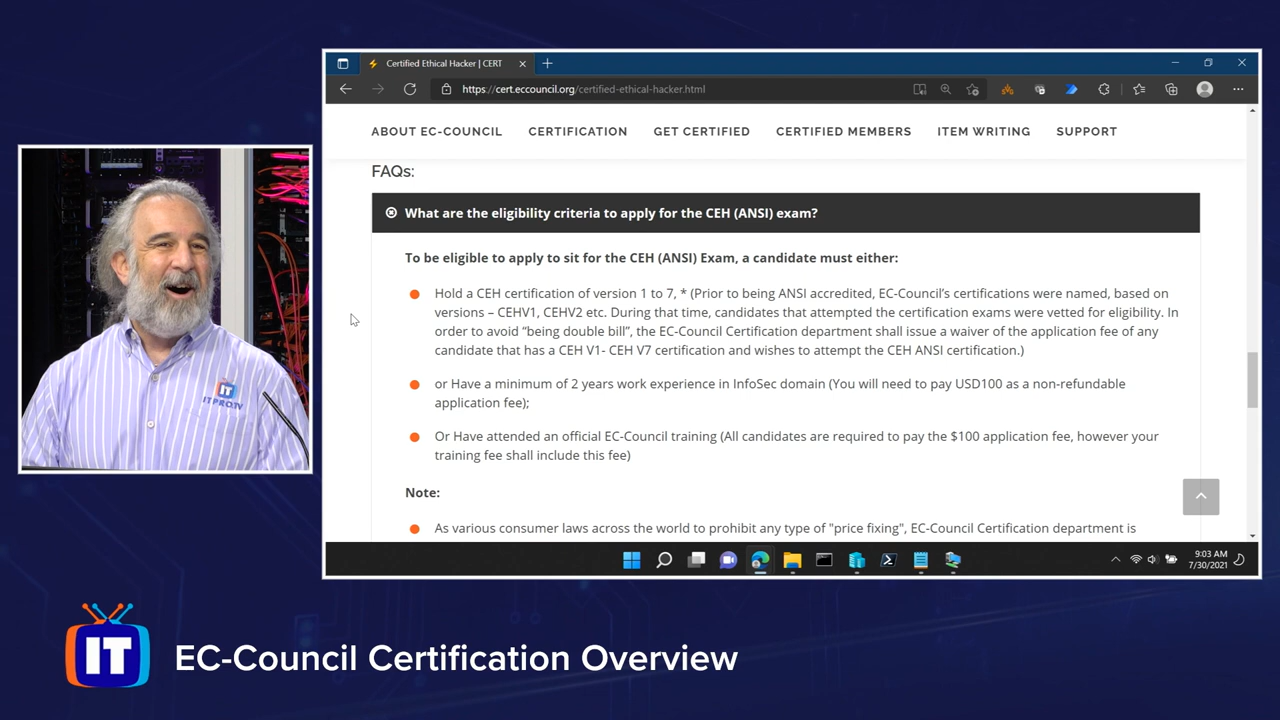 Certified Ethical Hacker | CERT
https://cert.eccouncil.org/certified-ethical-hacker.html
ABOUT EC-COUNCIL CERTIFICATION GET CERTIFIED CERTIFIED MEMBERS ITEM WRITING SUPPORT
FAQs:
What are the eligibility criteria to apply for the CEH (ANSI) exam?
To be eligible to apply to sit for the CEH (ANSI) Exam, a candidate must either:
Hold a CEH certification of version 1 to 7, * (Prior to being ANSI accredited, EC-Council’s certifications were named, based on
versions – CEHV1, CEHV2 etc. During that time, candidates that attempted the certification exams were vetted for eligibility. In
order to avoid “being double bill”, the EC-Council Certification department shall issue a waiver of the application fee of any
candidate that has a CEH V1- CEH V7 certification and wishes to attempt the CEH ANSI certification.)
or Have a minimum of 2 years work experience in InfoSec domain (You will need to pay USD100 as a non-refundable
application fee);
Or Have attended an official EC-Council training (All candidates are required to pay the $100 application fee, however your
training fee shall include this fee)
Note:
As various consumer laws across the world to prohibit any type of "price fixing", EC-Council Certification department is
9:03 AM
7/30/2021
IT
ITPRO.TV
IT
EC-Council Certification Overview